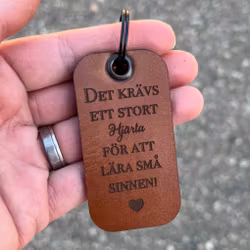 DET KRÄVS
ETT STORT
Hjärta
FÖR ATT
LÄRA SMÅ
SINNEN!